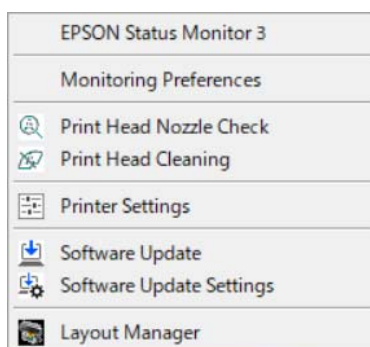 EPSON Status Monitor 3
Monitoring Preferences
Print Head Nozzle Check
Print Head Cleaning
Printer Settings
Software Update
Software Update Settings
Layout Manager